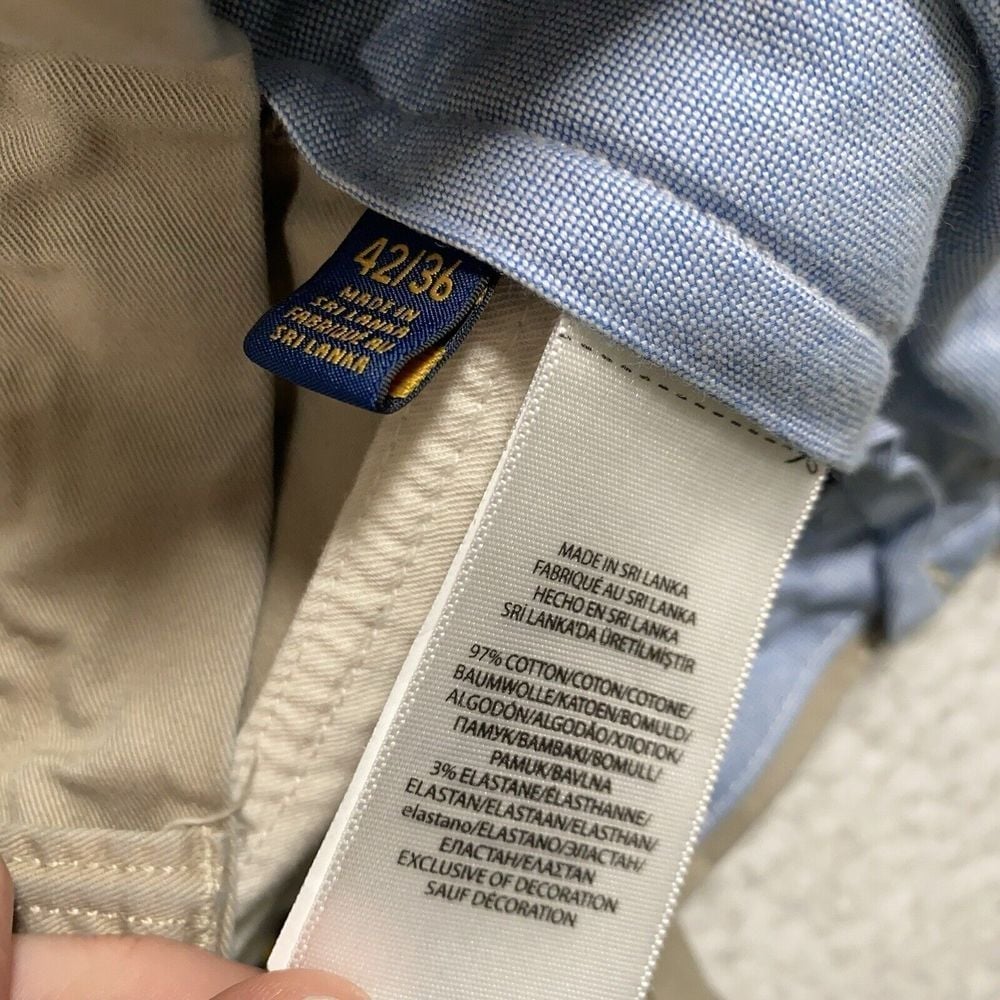 42/36
MADE IN
SRI LANKA
FABRIQUÉ AU
SRI LANKA
MADE IN SRI LANKA
FABRIQUÉ AU SRI LANKA
HECHO EN SRI LANKA
SRİ LANKA'DA ÜRETİLMİŞTİR
97% COTTON/COTON/COTONE/
BAUMWOLLE/KATOEN/BOMULD/
ALGODÓN/ALGODÃO/ХЛОПОК/
ПАМУК/ΒΑΜΒΑΚΙ/BOMULL/
PAMUK/BAVLNA
3% ELASTANE/ÉLASTHANNE/
ELASTAN/ELASTAAN/ELASTHAN/
elastano/ELASTANO/ЭЛАСТАН/
ЕЛАСТАН/ΕΛΑΣΤΑΝ
EXCLUSIVE OF DECORATION
SAUF DÉCORATION